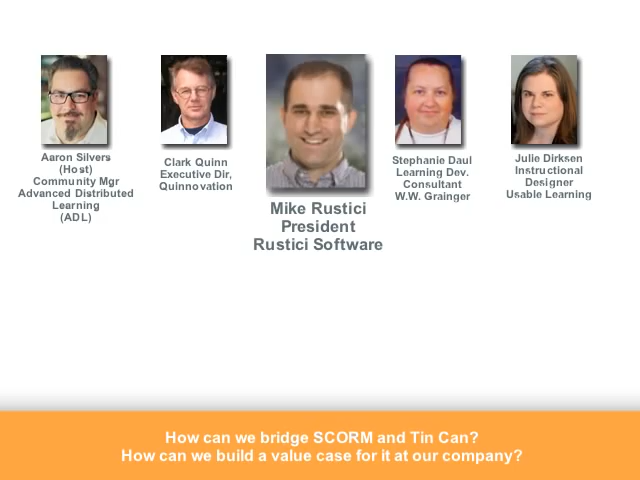 Aaron Silvers
(Host)
Community Mgr
Advanced Distributed
Learning
(ADL)
Clark Quinn
Executive Dir,
Quinnovation
Mike Rustici
President
Rustici Software
Stephanie Daul
Learning Dev.
Consultant
W.W. Grainger
Julie Dirksen
Instructional
Designer
Usable Learning
How can we bridge SCORM and Tin Can?
How can we build a value case for it at our company?